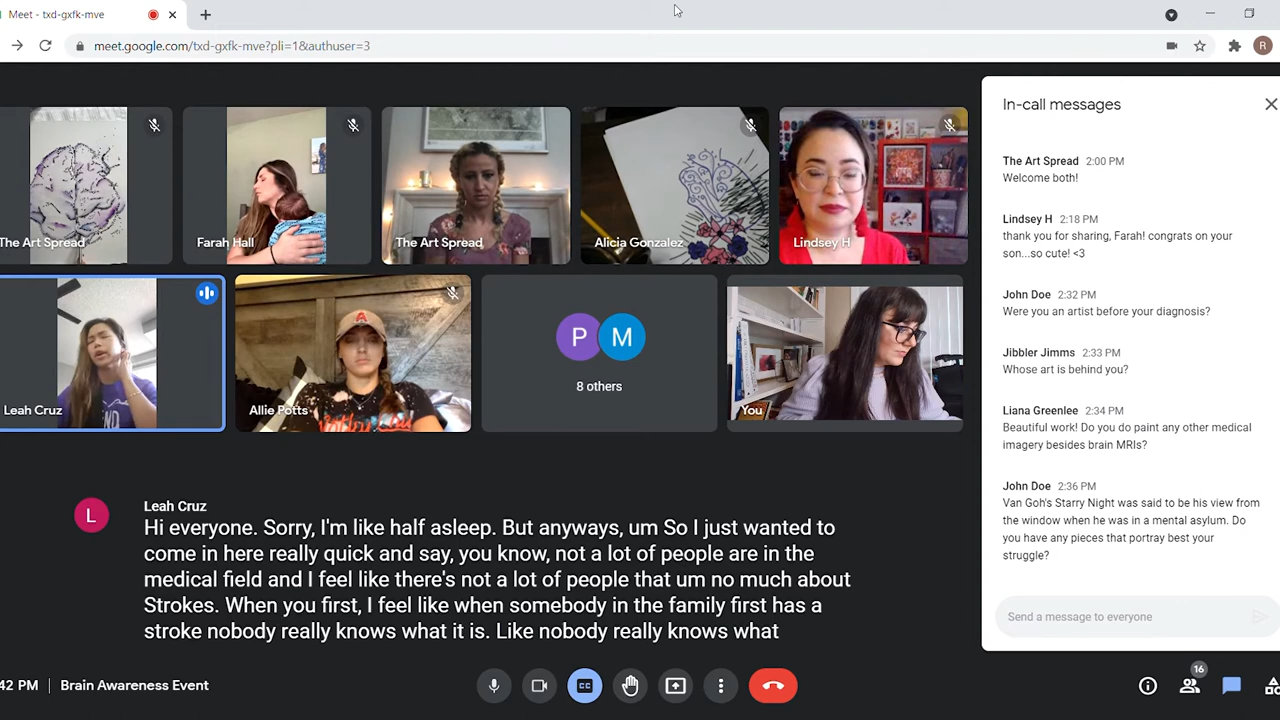 Meet - txd-gxfk-mve
meet.google.com/txd-gxfk-mve?pli=1&authuser=3
R
In-call messages
The Art Spread 2:00 PM
Welcome both!
Lindsey H 2:18 PM
thank you for sharing, Farah! congrats on your
son...so cute! <3
John Doe 2:32 PM
Were you an artist before your diagnosis?
Jibbler Jimms 2:33 PM
Whose art is behind you?
Liana Greenlee 2:34 PM
Beautiful work! Do you do paint any other medical
imagery besides brain MRIs?
John Doe 2:36 PM
Van Goh's Starry Night was said to be his view from
the window when he was in a mental asylum. Do
you have any pieces that portray best your
struggle?
Send a message to everyone
The Art Spread
Farah Hall
The Art Spread
Alicia Gonzalez
Lindsey H
Leah Cruz
A
Allie Potts
P M
8 others
You
L
Leah Cruz
Hi everyone. Sorry, I'm like half asleep. But anyways, um So I just wanted to
come in here really quick and say, you know, not a lot of people are in the
medical field and I feel like there's not a lot of people that um no much about
Strokes. When you first, I feel like when somebody in the family first has a
stroke nobody really knows what it is. Like nobody really knows what
42 PM | Brain Awareness Event
CC
16